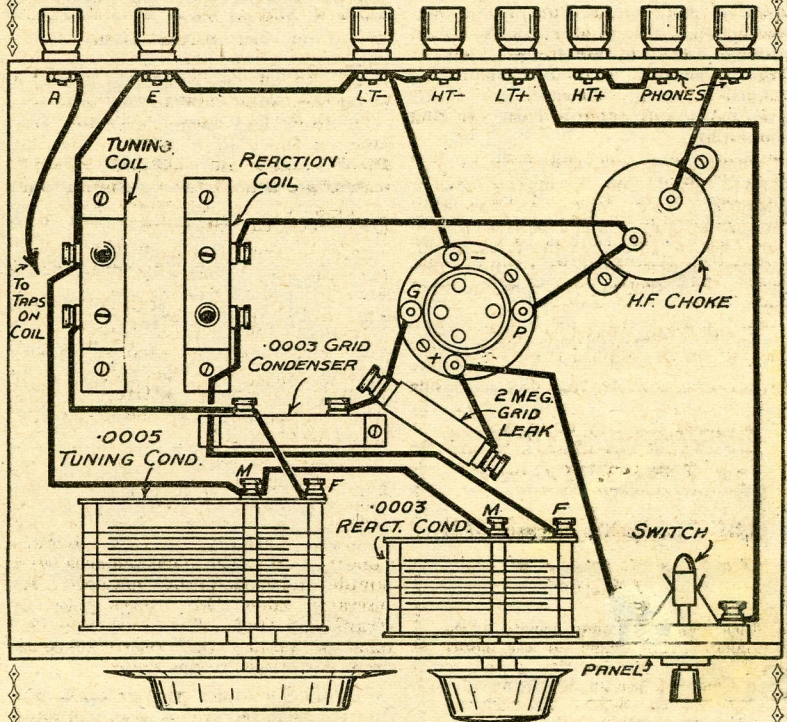 A E LT- HT- LT+ HT+ PHONES
TUNING
COIL
REACTION
COIL
TO
TAPS
ON
COIL
H.F. CHOKE
-
G
P
X
.0003 GRID
CONDENSER
2 MEG.
GRID
LEAK
.0005
TUNING COND.
M F
.0003
REACT. COND.
M F
SWITCH
PANEL